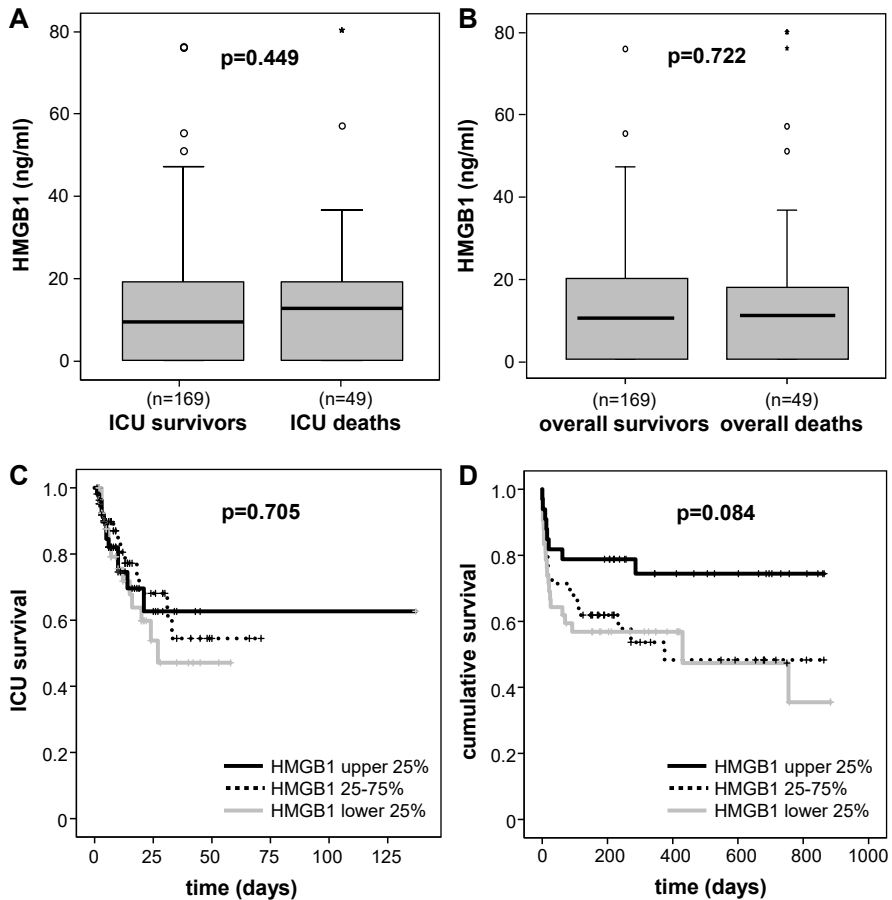 A
80
60
40
20
0
HMGB1 (ng/ml)
p=0.449
(n=169)
(n=49)
ICU survivors
ICU deaths
B
80
60
40
20
0
HMGB1 (ng/ml)
p=0.722
(n=169)
(n=49)
overall survivors
overall deaths
C
1.0
0.8
0.6
0.4
0.2
0
ICU survival
p=0.705
HMGB1 upper 25%
HMGB1 25-75%
HMGB1 lower 25%
0 25 50 75 100 125
time (days)
D
1.0
0.8
0.6
0.4
0.2
0
cumulative survival
p=0.084
HMGB1 upper 25%
HMGB1 25-75%
HMGB1 lower 25%
0 200 400 600 800 1000
time (days)